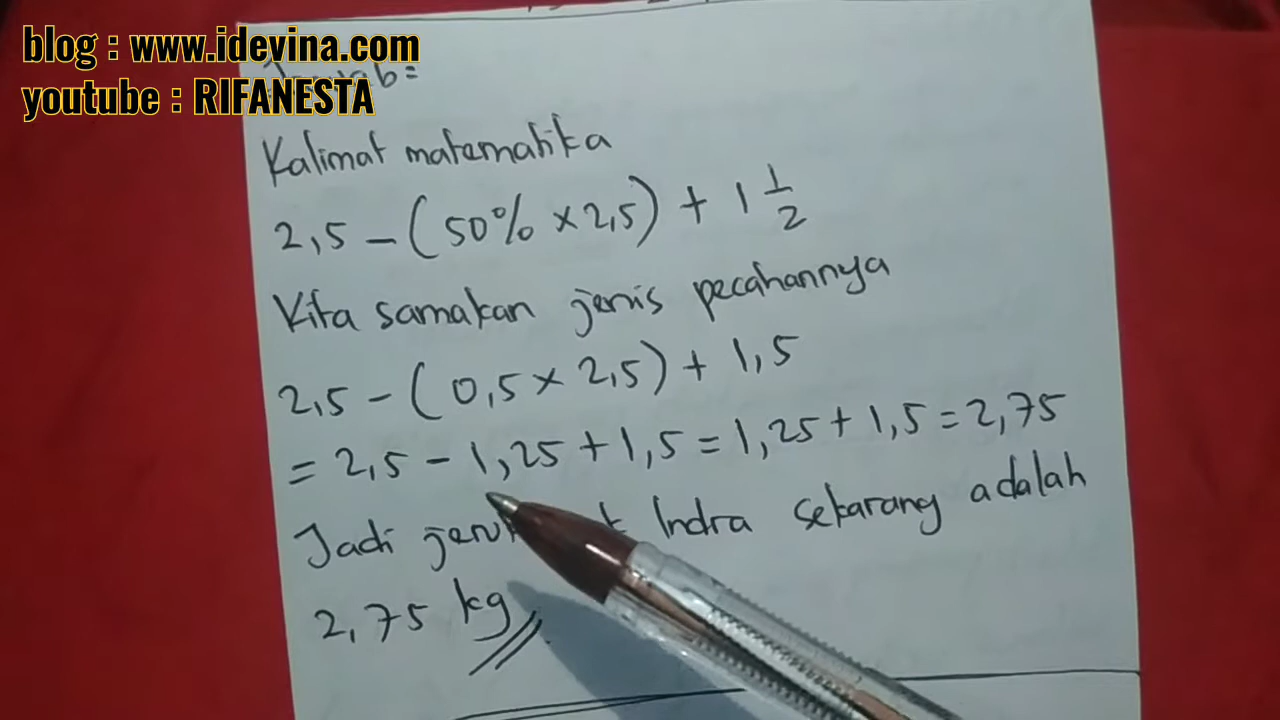 blog : www.idevina.com
youtube : RIFANESTA
Kalimat matematika
2,5 - (50% × 2,5) + 1 1/2
Kita samakan jenis pecahannya
2,5 - (0,5 × 2,5) + 1,5
= 2,5 - 1,25 + 1,5 = 1,25 + 1,5 = 2,75
Jadi Indra sekarang adalah
2,75 kg